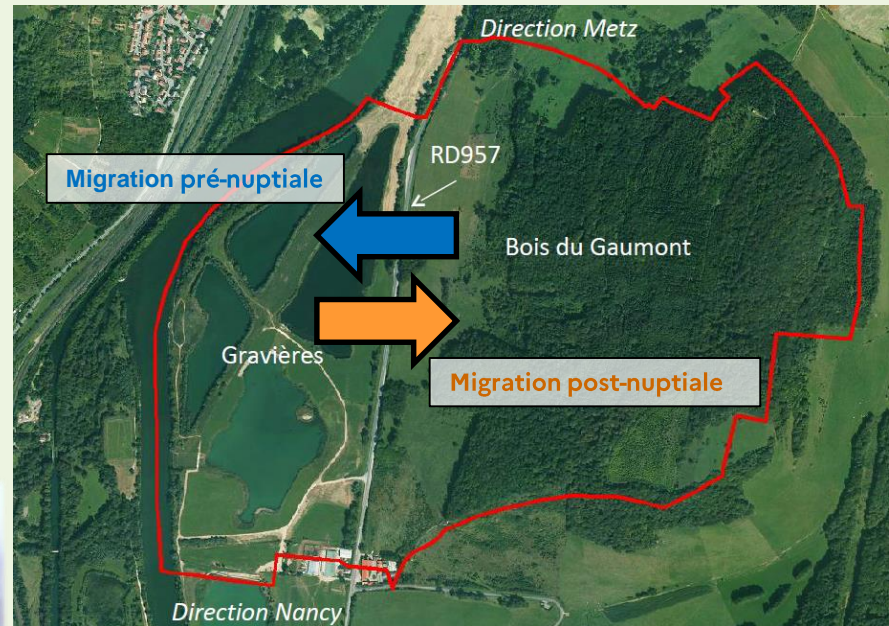 Direction Metz
RD957
Migration pré-nuptiale
Bois du Gaumont
Gravières
Migration post-nuptiale
Direction Nancy